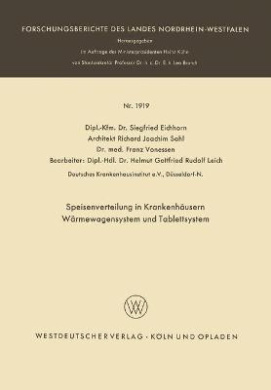 FORSCHUNGSBERICHTE DES LANDES NORDRHEIN-WESTFALEN
Herausgegeben
im Auftrage des Ministerpräsidenten Heinz Kühn
von Staatssekretär Professor Dr. h. c. Dr. E. h. Leo Brandt
Nr. 1919
Dipl.-Kfm. Dr. Siegfried Eichhorn
Architekt Richard Joachim Sahl
Dr. med. Franz Vonessen
Bearbeiter: Dipl.-Hdl. Dr. Helmut Gottfried Rudolf Leich
Deutsches Krankenhausinstitut e.V., Düsseldorf-N.
Speisenverteilung in Krankenhäusern
Wärmewagensystem und Tablettsystem
WESTDEUTSCHER VERLAG · KÖLN UND OPLADEN